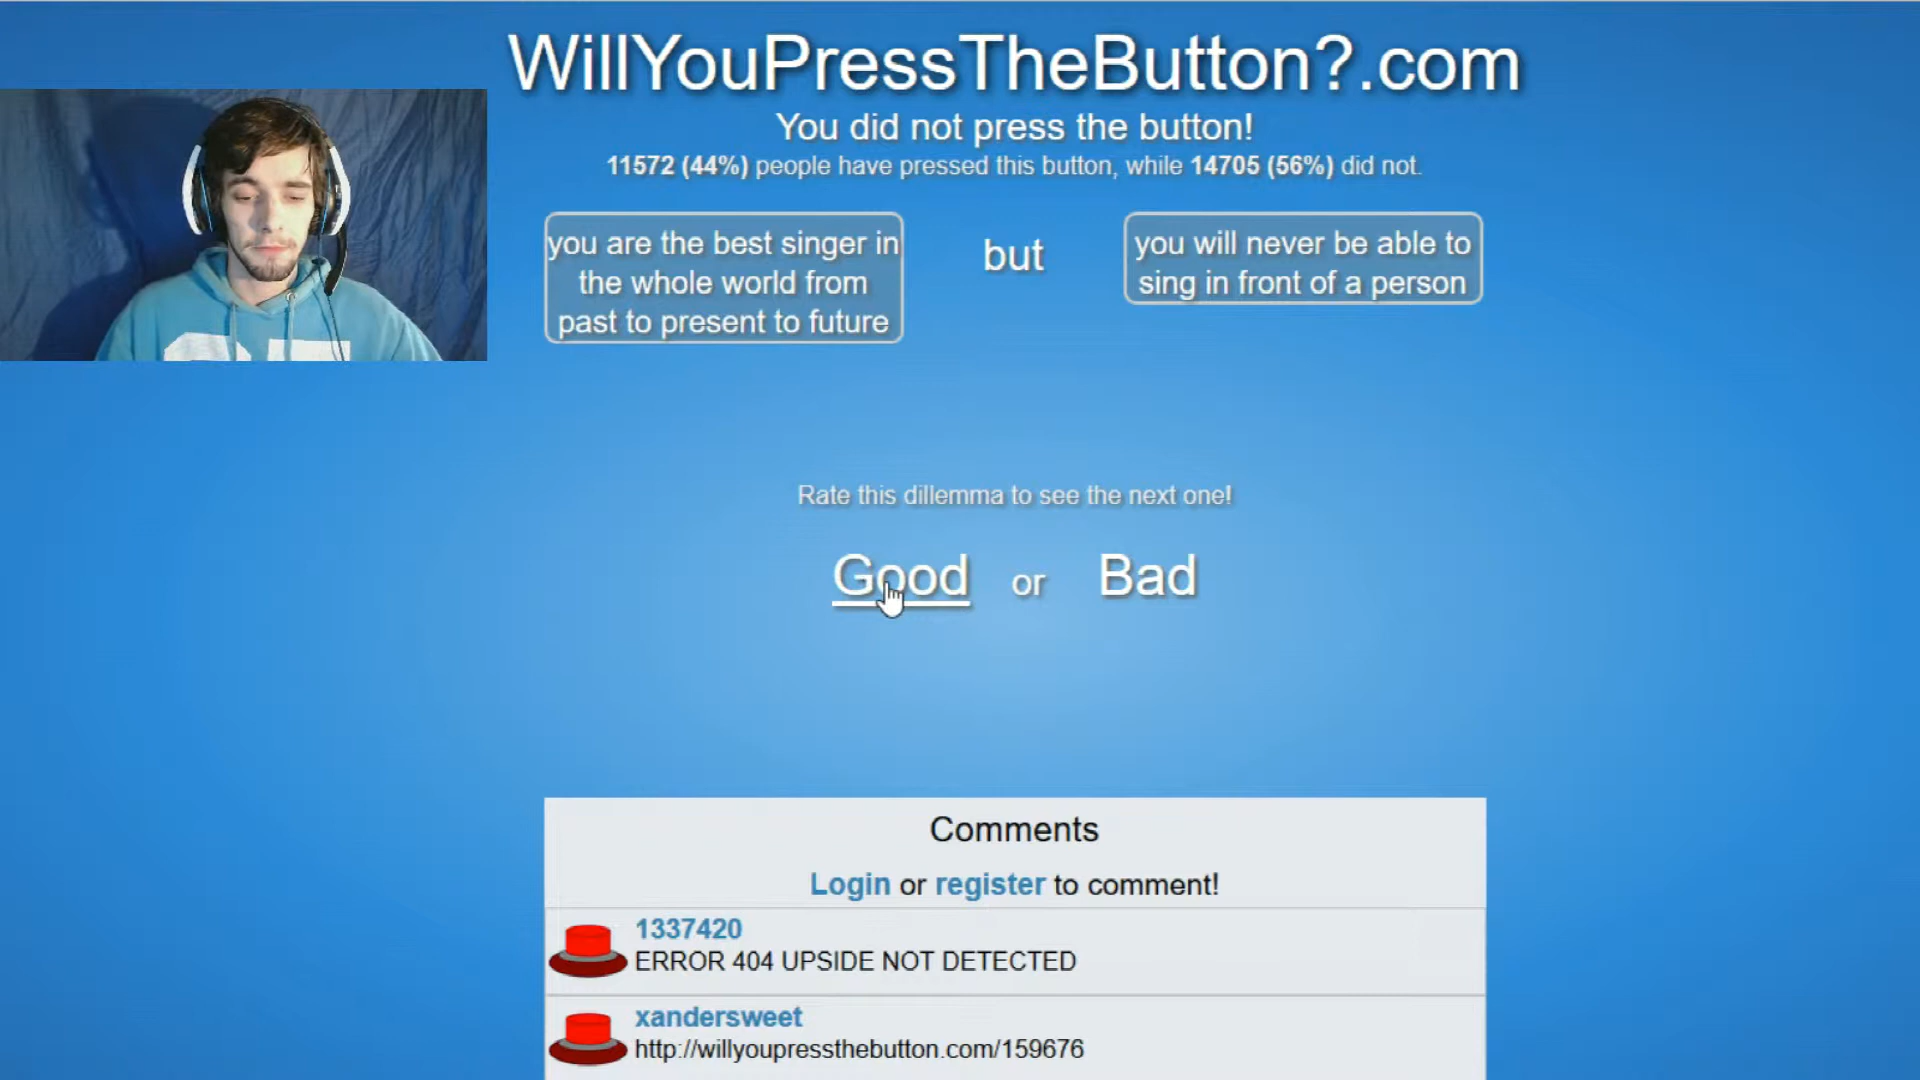 WillYouPressTheButton?.com
You did not press the button!
11572 (44%) people have pressed this button, while 14705 (56%) did not.
you are the best singer in
the whole world from
past to present to future
but
you will never be able to
sing in front of a person
Rate this dillemma to see the next one!
Good or Bad
Comments
Login or register to comment!
1337420
ERROR 404 UPSIDE NOT DETECTED
xandersweet
http://willyoupressthebutton.com/159676